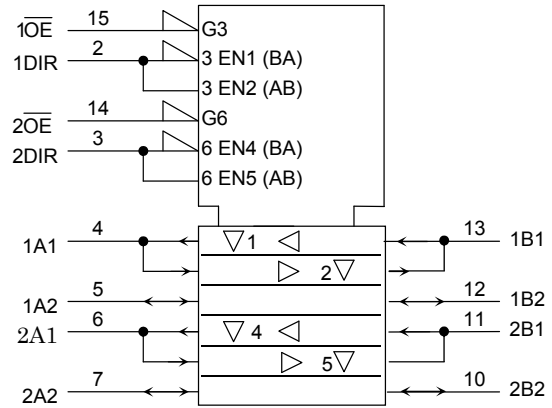 1O̅E̅ 15 G3
1DIR 2 3 EN1 (BA)
3 EN2 (AB)
2O̅E̅ 14 G6
2DIR 3 6 EN4 (BA)
6 EN5 (AB)
1A1 4 ▽1 ◁ 13 1B1
▷ 2▽
1A2 5 12 1B2
2A1 6 ▽4 ◁ 11 2B1
▷ 5▽
2A2 7 10 2B2